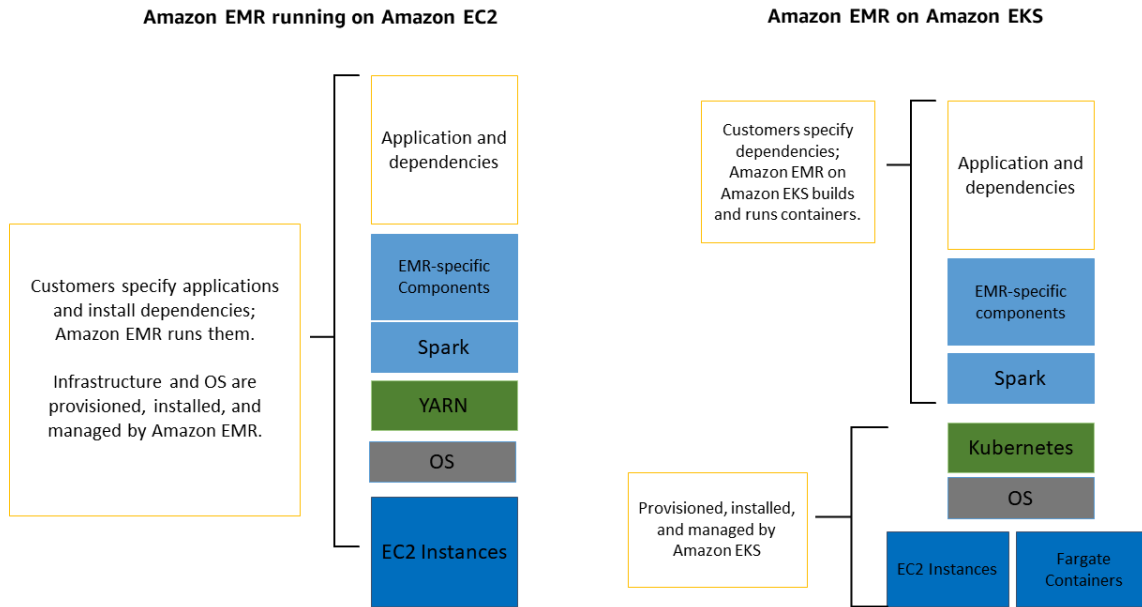 Amazon EMR running on Amazon EC2
Application and
dependencies
EMR-specific
Components
Spark
YARN
OS
EC2 Instances
Customers specify applications
and install dependencies;
Amazon EMR runs them.
Infrastructure and OS are
provisioned, installed, and
managed by Amazon EMR.
Amazon EMR on Amazon EKS
Customers specify
dependencies;
Amazon EMR on
Amazon EKS builds
and runs containers.
Application and
dependencies
EMR-specific
components
Spark
Kubernetes
OS
Provisioned, installed,
and managed by
Amazon EKS
EC2 Instances
Fargate
Containers